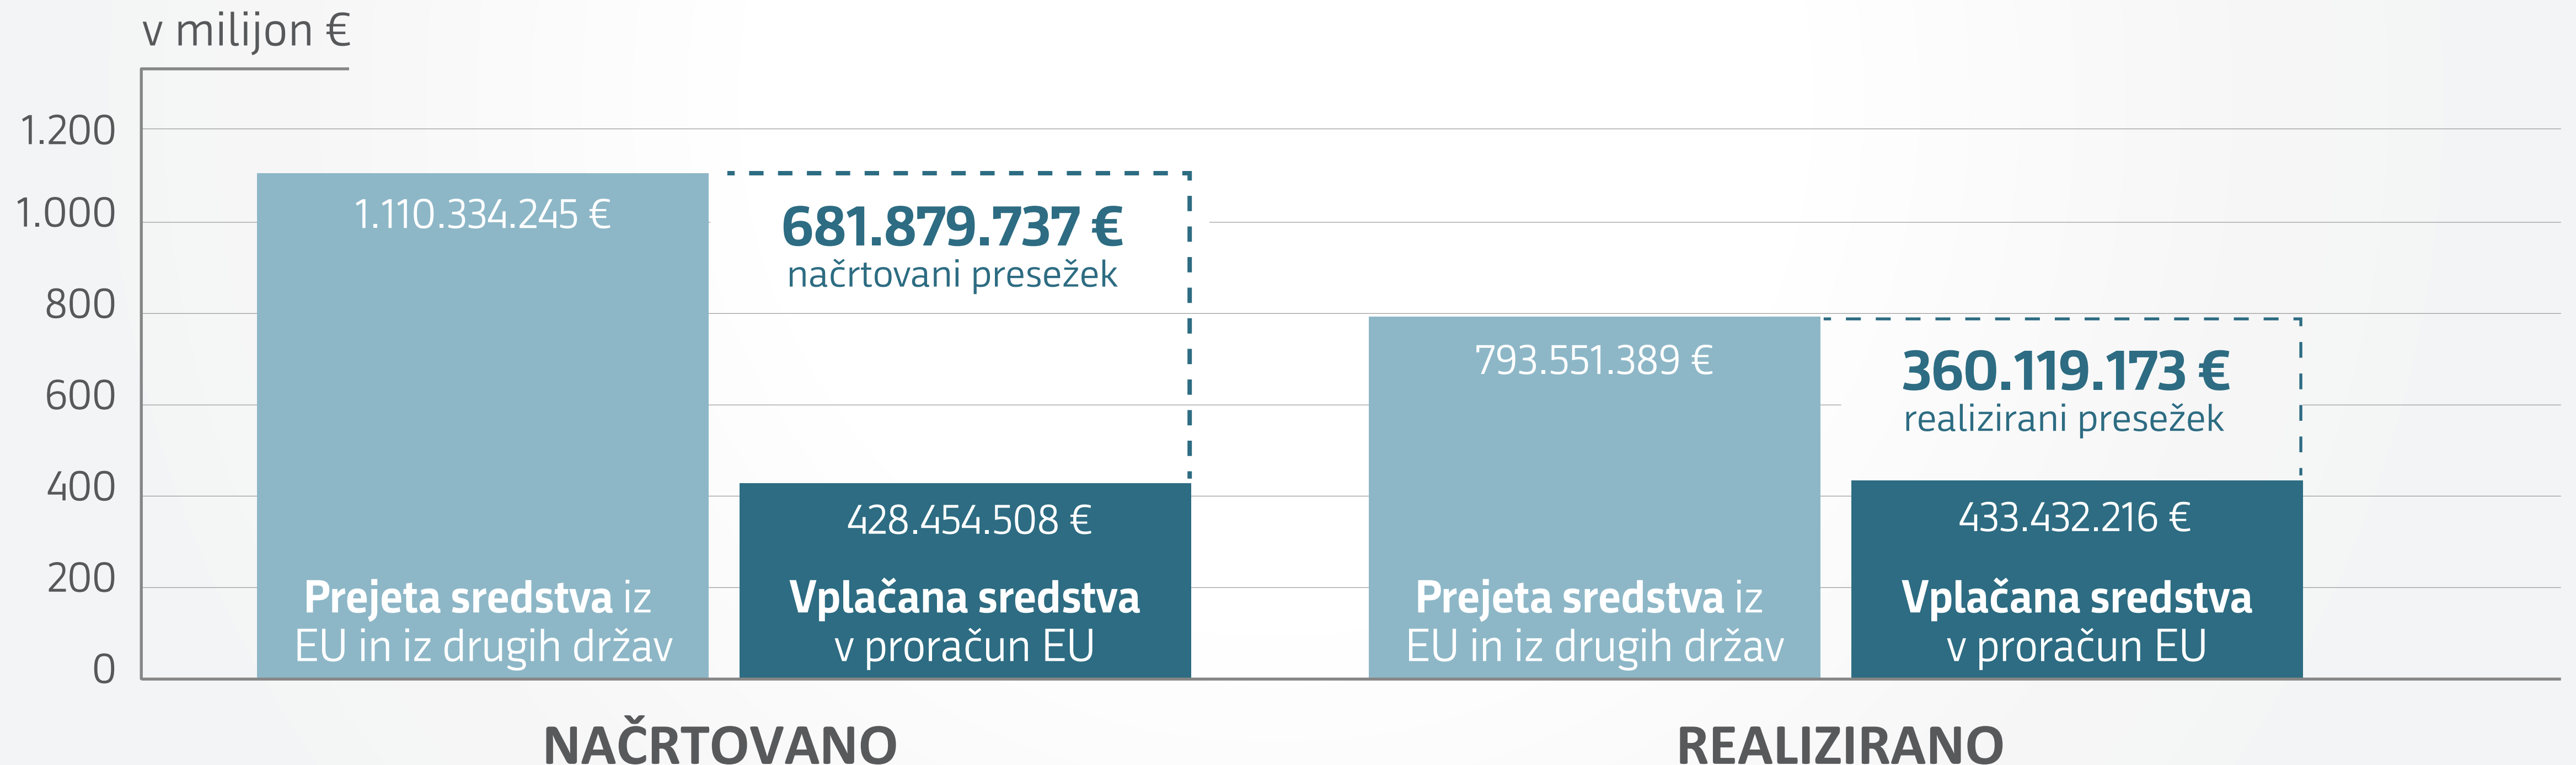 v milijon €
1.200
1.000
800
600
400
200
0
1.110.334.245 €
Prejeta sredstva iz
EU in iz drugih držav
681.879.737 €
načrtovani presežek
428.454.508 €
Vplačana sredstva
v proračun EU
793.551.389 €
Prejeta sredstva iz
EU in iz drugih držav
360.119.173 €
realizirani presežek
433.432.216 €
Vplačana sredstva
v proračun EU
NAČRTOVANO
REALIZIRANO